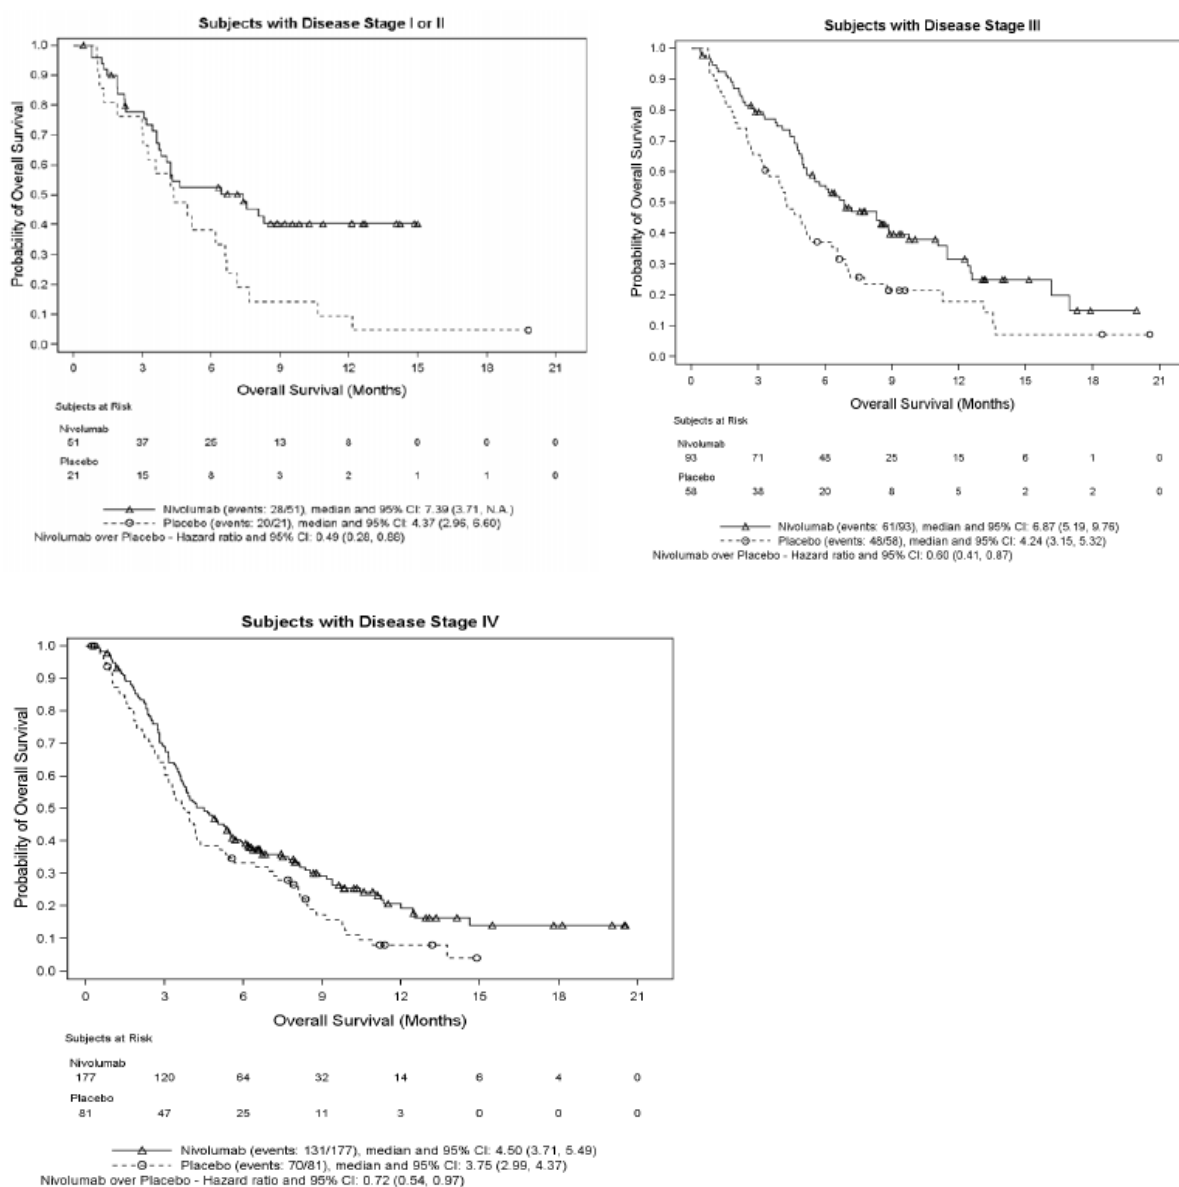 Subjects with Disease Stage I or II
Probability of Overall Survival
1.0
0.9
0.8
0.7
0.6
0.5
0.4
0.3
0.2
0.1
0.0
0 3 6 9 12 15 18 21
Overall Survival (Months)
Subjects at Risk
Nivolumab
51 37 25 13 8 0 0 0
Placebo
21 15 8 3 2 1 1 0
Nivolumab (events: 28/51), median and 95% CI: 7.39 (3.71, N.A.)
Placebo (events: 20/21), median and 95% CI: 4.37 (2.96, 6.60)
Nivolumab over Placebo - Hazard ratio and 95% CI: 0.49 (0.28, 0.86)
Subjects with Disease Stage III
Probability of Overall Survival
1.0
0.9
0.8
0.7
0.6
0.5
0.4
0.3
0.2
0.1
0.0
0 3 6 9 12 15 18 21
Overall Survival (Months)
Subjects at Risk
Nivolumab
93 71 48 25 15 6 1 0
Placebo
58 38 20 8 5 2 2 0
Nivolumab (events: 61/93), median and 95% CI: 6.87 (5.19, 9.76)
Placebo (events: 48/58), median and 95% CI: 4.24 (3.15, 5.32)
Nivolumab over Placebo - Hazard ratio and 95% CI: 0.60 (0.41, 0.87)
Subjects with Disease Stage IV
Probability of Overall Survival
1.0
0.9
0.8
0.7
0.6
0.5
0.4
0.3
0.2
0.1
0.0
0 3 6 9 12 15 18 21
Overall Survival (Months)
Subjects at Risk
Nivolumab
177 120 64 32 14 6 4 0
Placebo
81 47 25 11 3 0 0 0
Nivolumab (events: 131/177), median and 95% CI: 4.50 (3.71, 5.49)
Placebo (events: 70/81), median and 95% CI: 3.75 (2.99, 4.37)
Nivolumab over Placebo - Hazard ratio and 95% CI: 0.72 (0.54, 0.97)